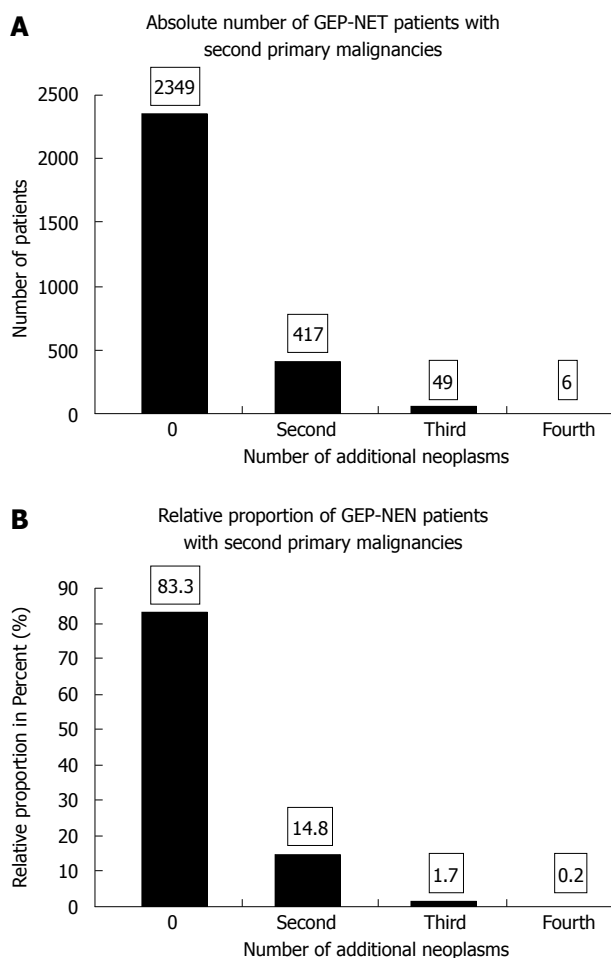 A
Absolute number of GEP-NET patients with
second primary malignancies
Number of patients
2500
2000
1500
1000
500
0
2349
417
49
6
0 Second Third Fourth
Number of additional neoplasms
B
Relative proportion of GEP-NEN patients
with second primary malignancies
Relative proportion in Percent (%)
90
80
70
60
50
40
30
20
10
0
83.3
14.8
1.7
0.2
0 Second Third Fourth
Number of additional neoplasms